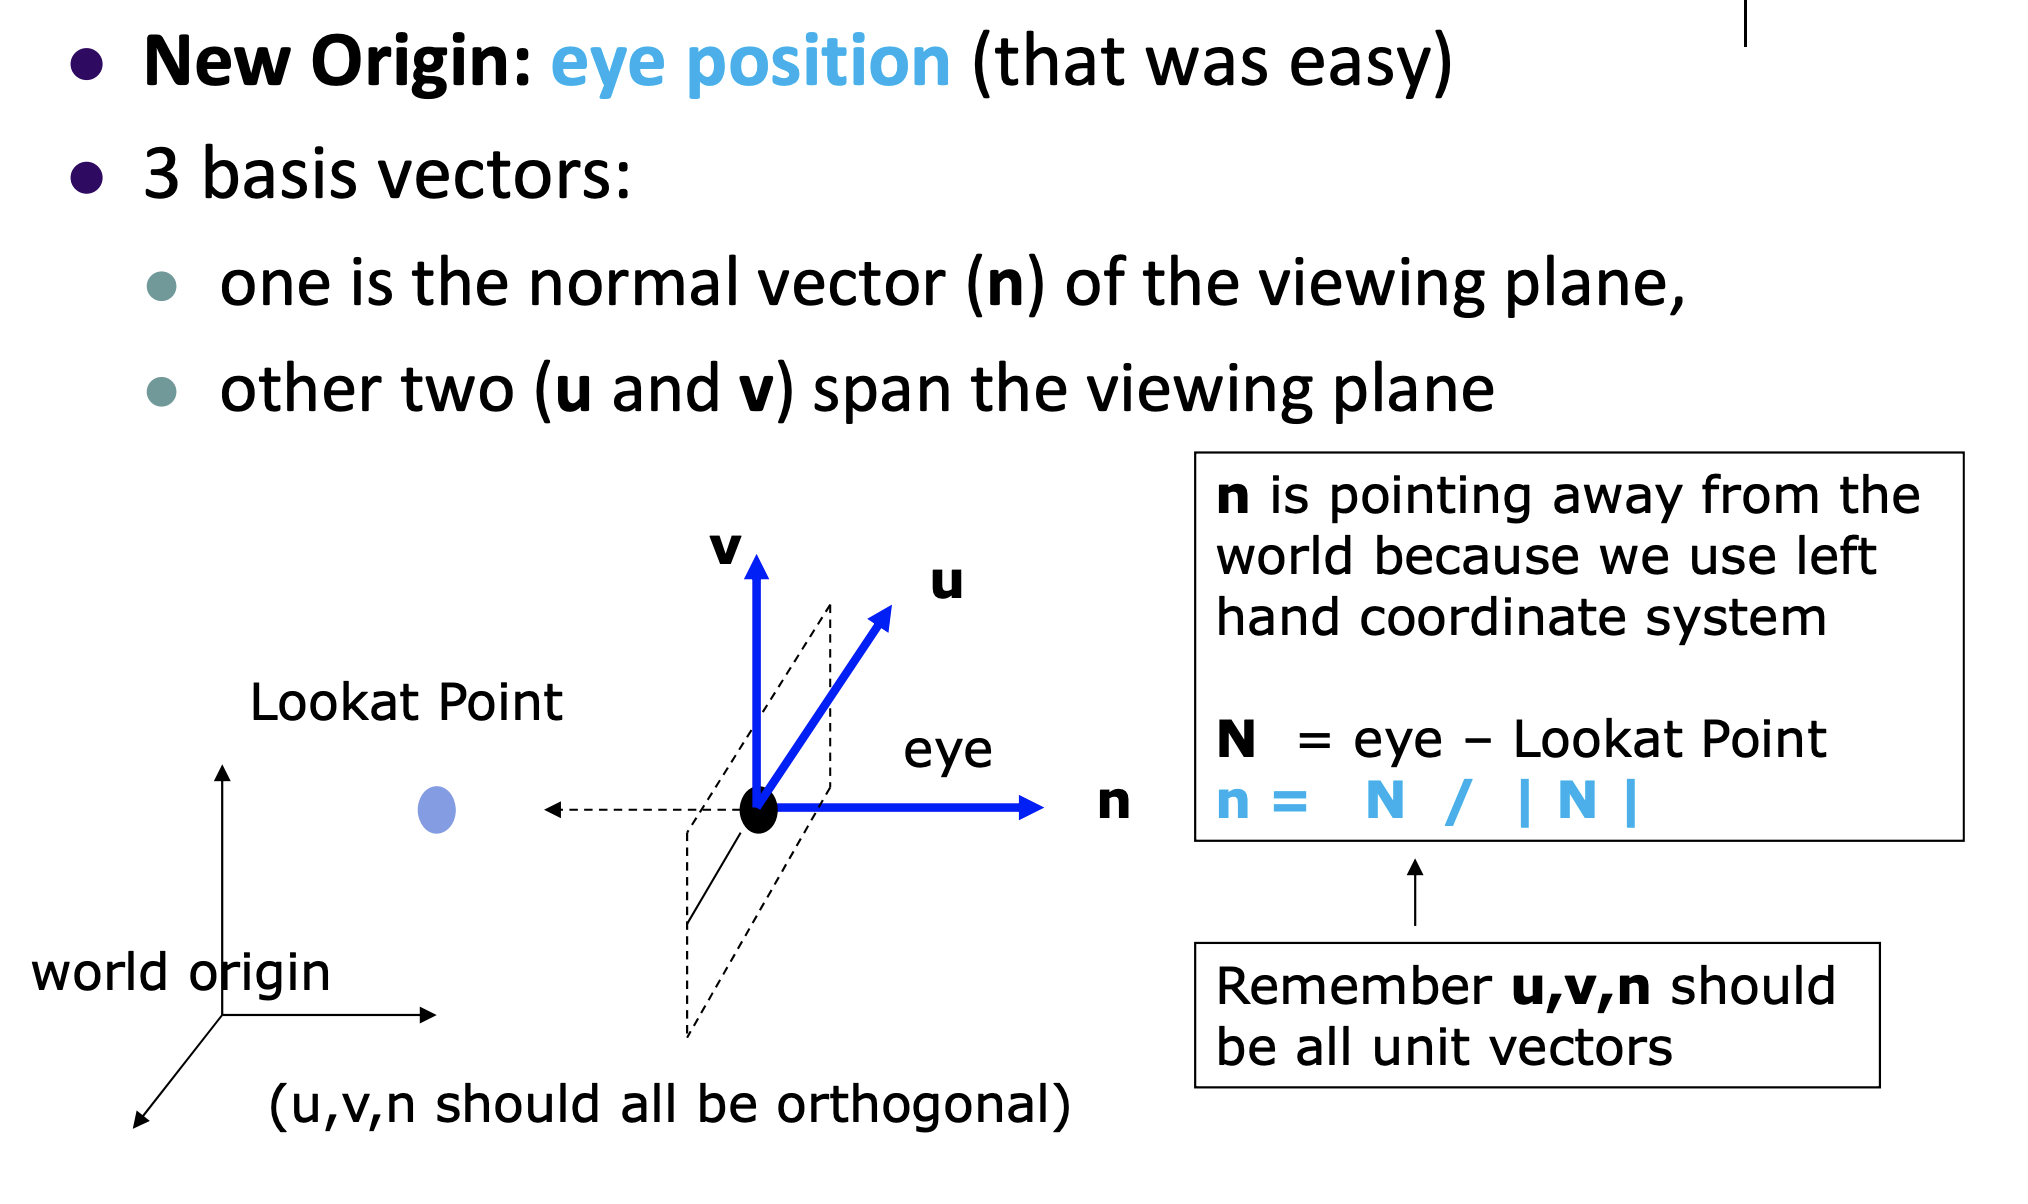 New Origin: eye position (that was easy)
3 basis vectors:
one is the normal vector (n) of the viewing plane,
other two (u and v) span the viewing plane
v
u
Lookat Point
eye
n
world origin
(u,v,n should all be orthogonal)
n is pointing away from the
world because we use left
hand coordinate system
N = eye – Lookat Point
n = N / | N |
Remember u,v,n should
be all unit vectors